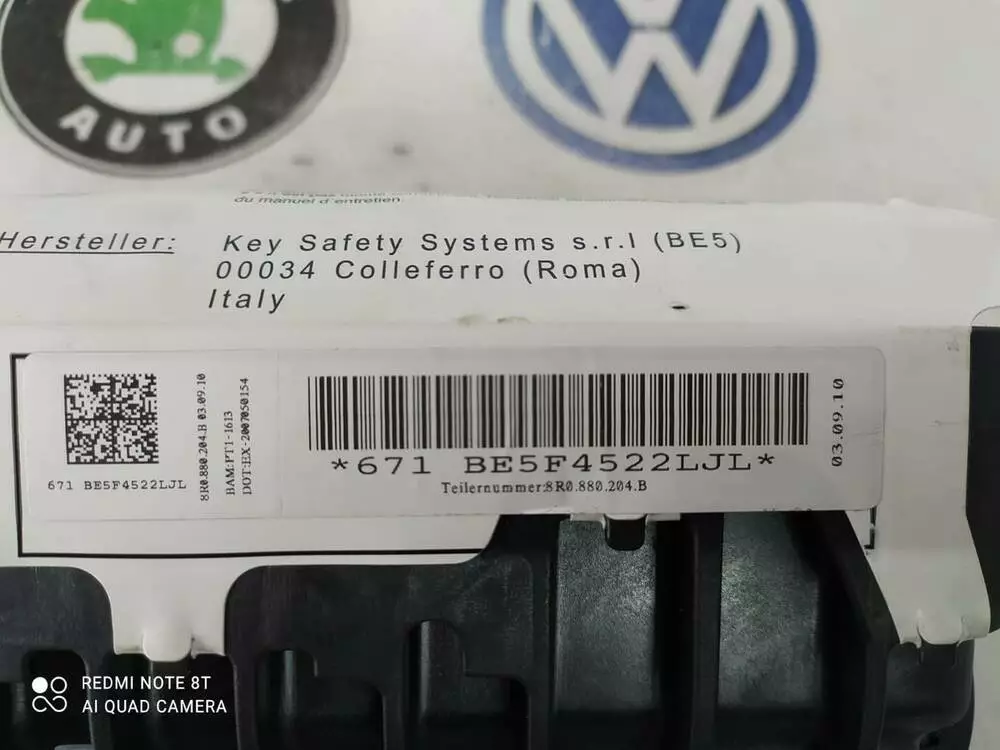 AUTO
du manuel d'entretien
Hersteller: Key Safety Systems s.r.l (BE5)
00034 Colleferro (Roma)
Italy
671 BE5F4522LJL
8R0.880.204.B 03.09.10
BAM:PT1-1613
DOT:EX-2007050154
*671 BE5F4522LJL*
Teilernummer:8R0.880.204.B
03.09.10
REDMI NOTE 8T
AI QUAD CAMERA